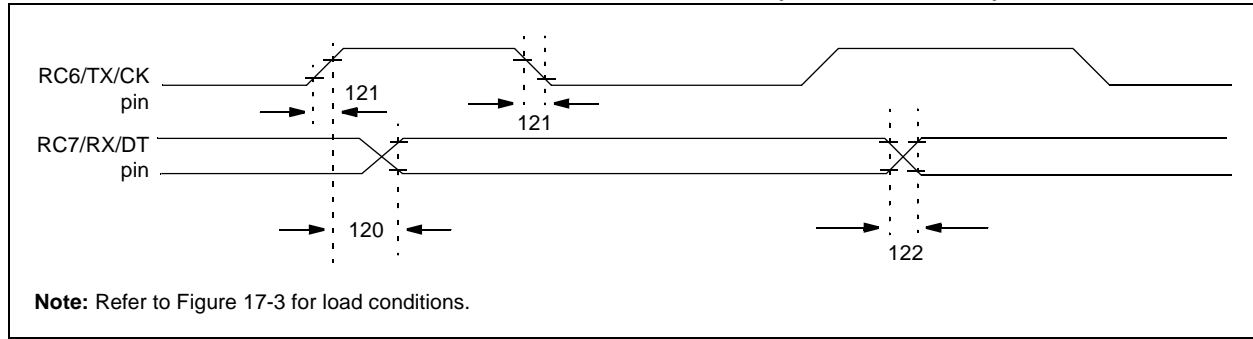 RC6/TX/CK
pin
121
121
RC7/RX/DT
pin
120
122
Note: Refer to Figure 17-3 for load conditions.